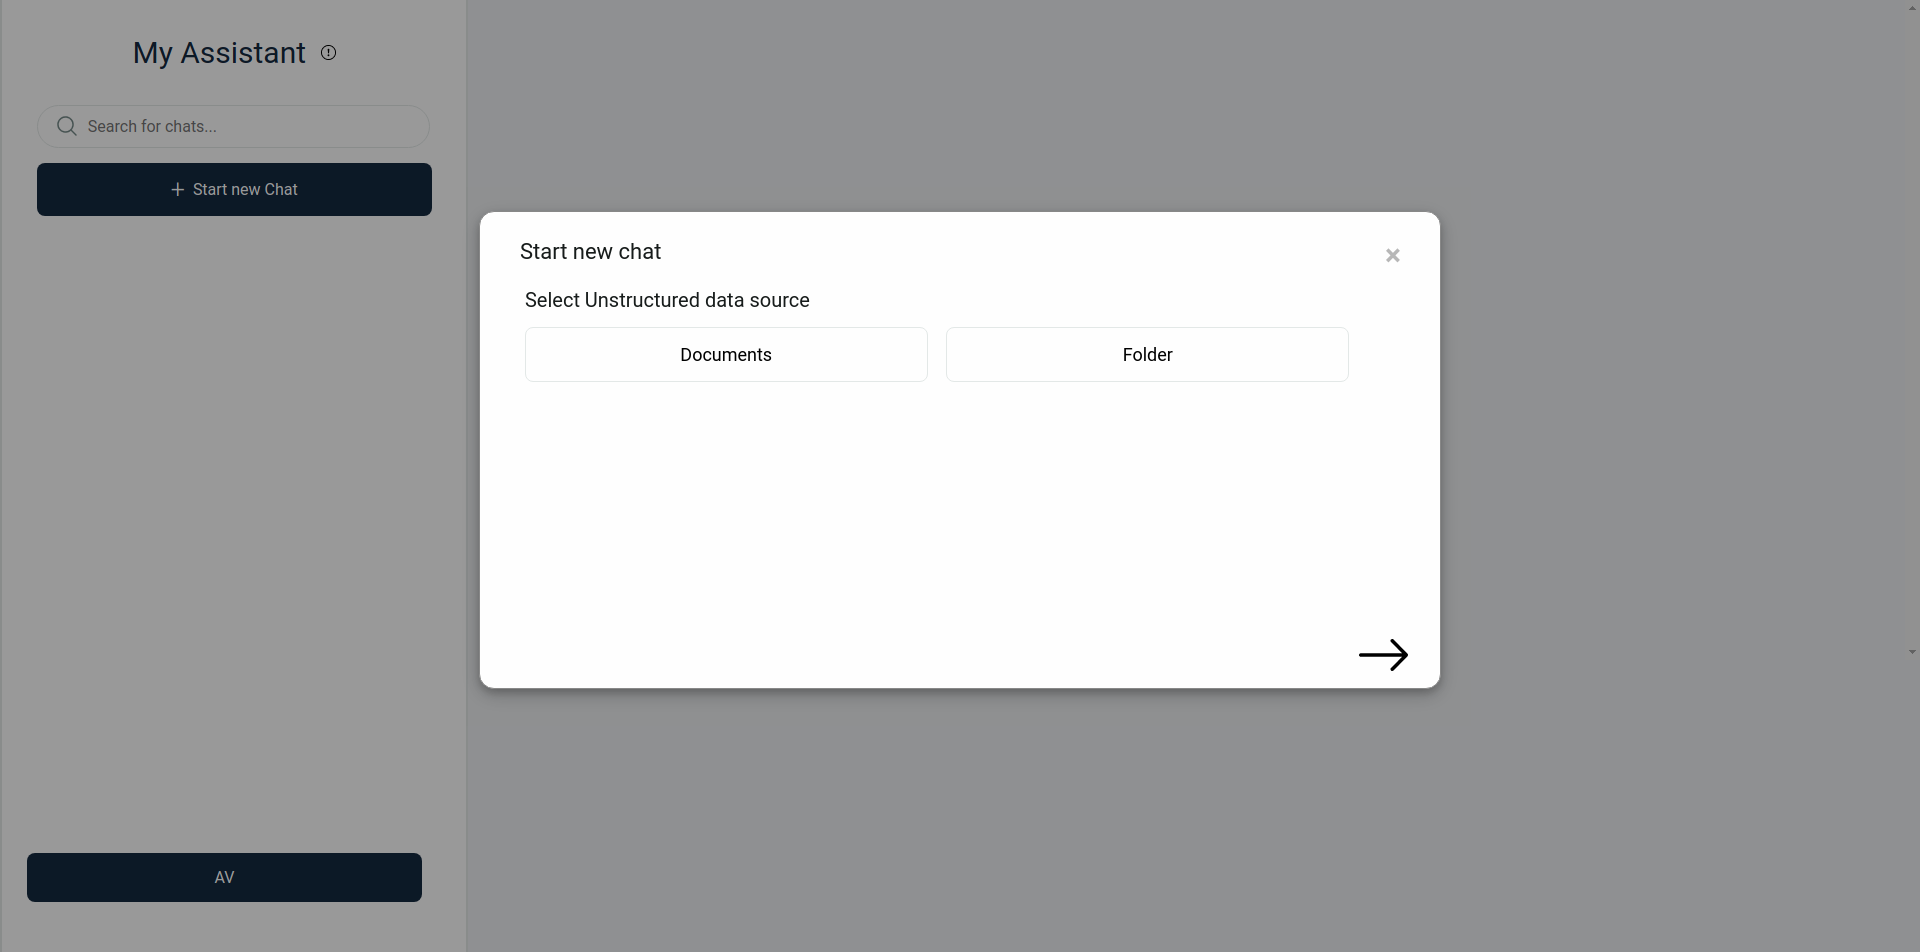 My Assistant
Search for chats...
Start new Chat
Start new chat
Select Unstructured data source
Documents
Folder
AV